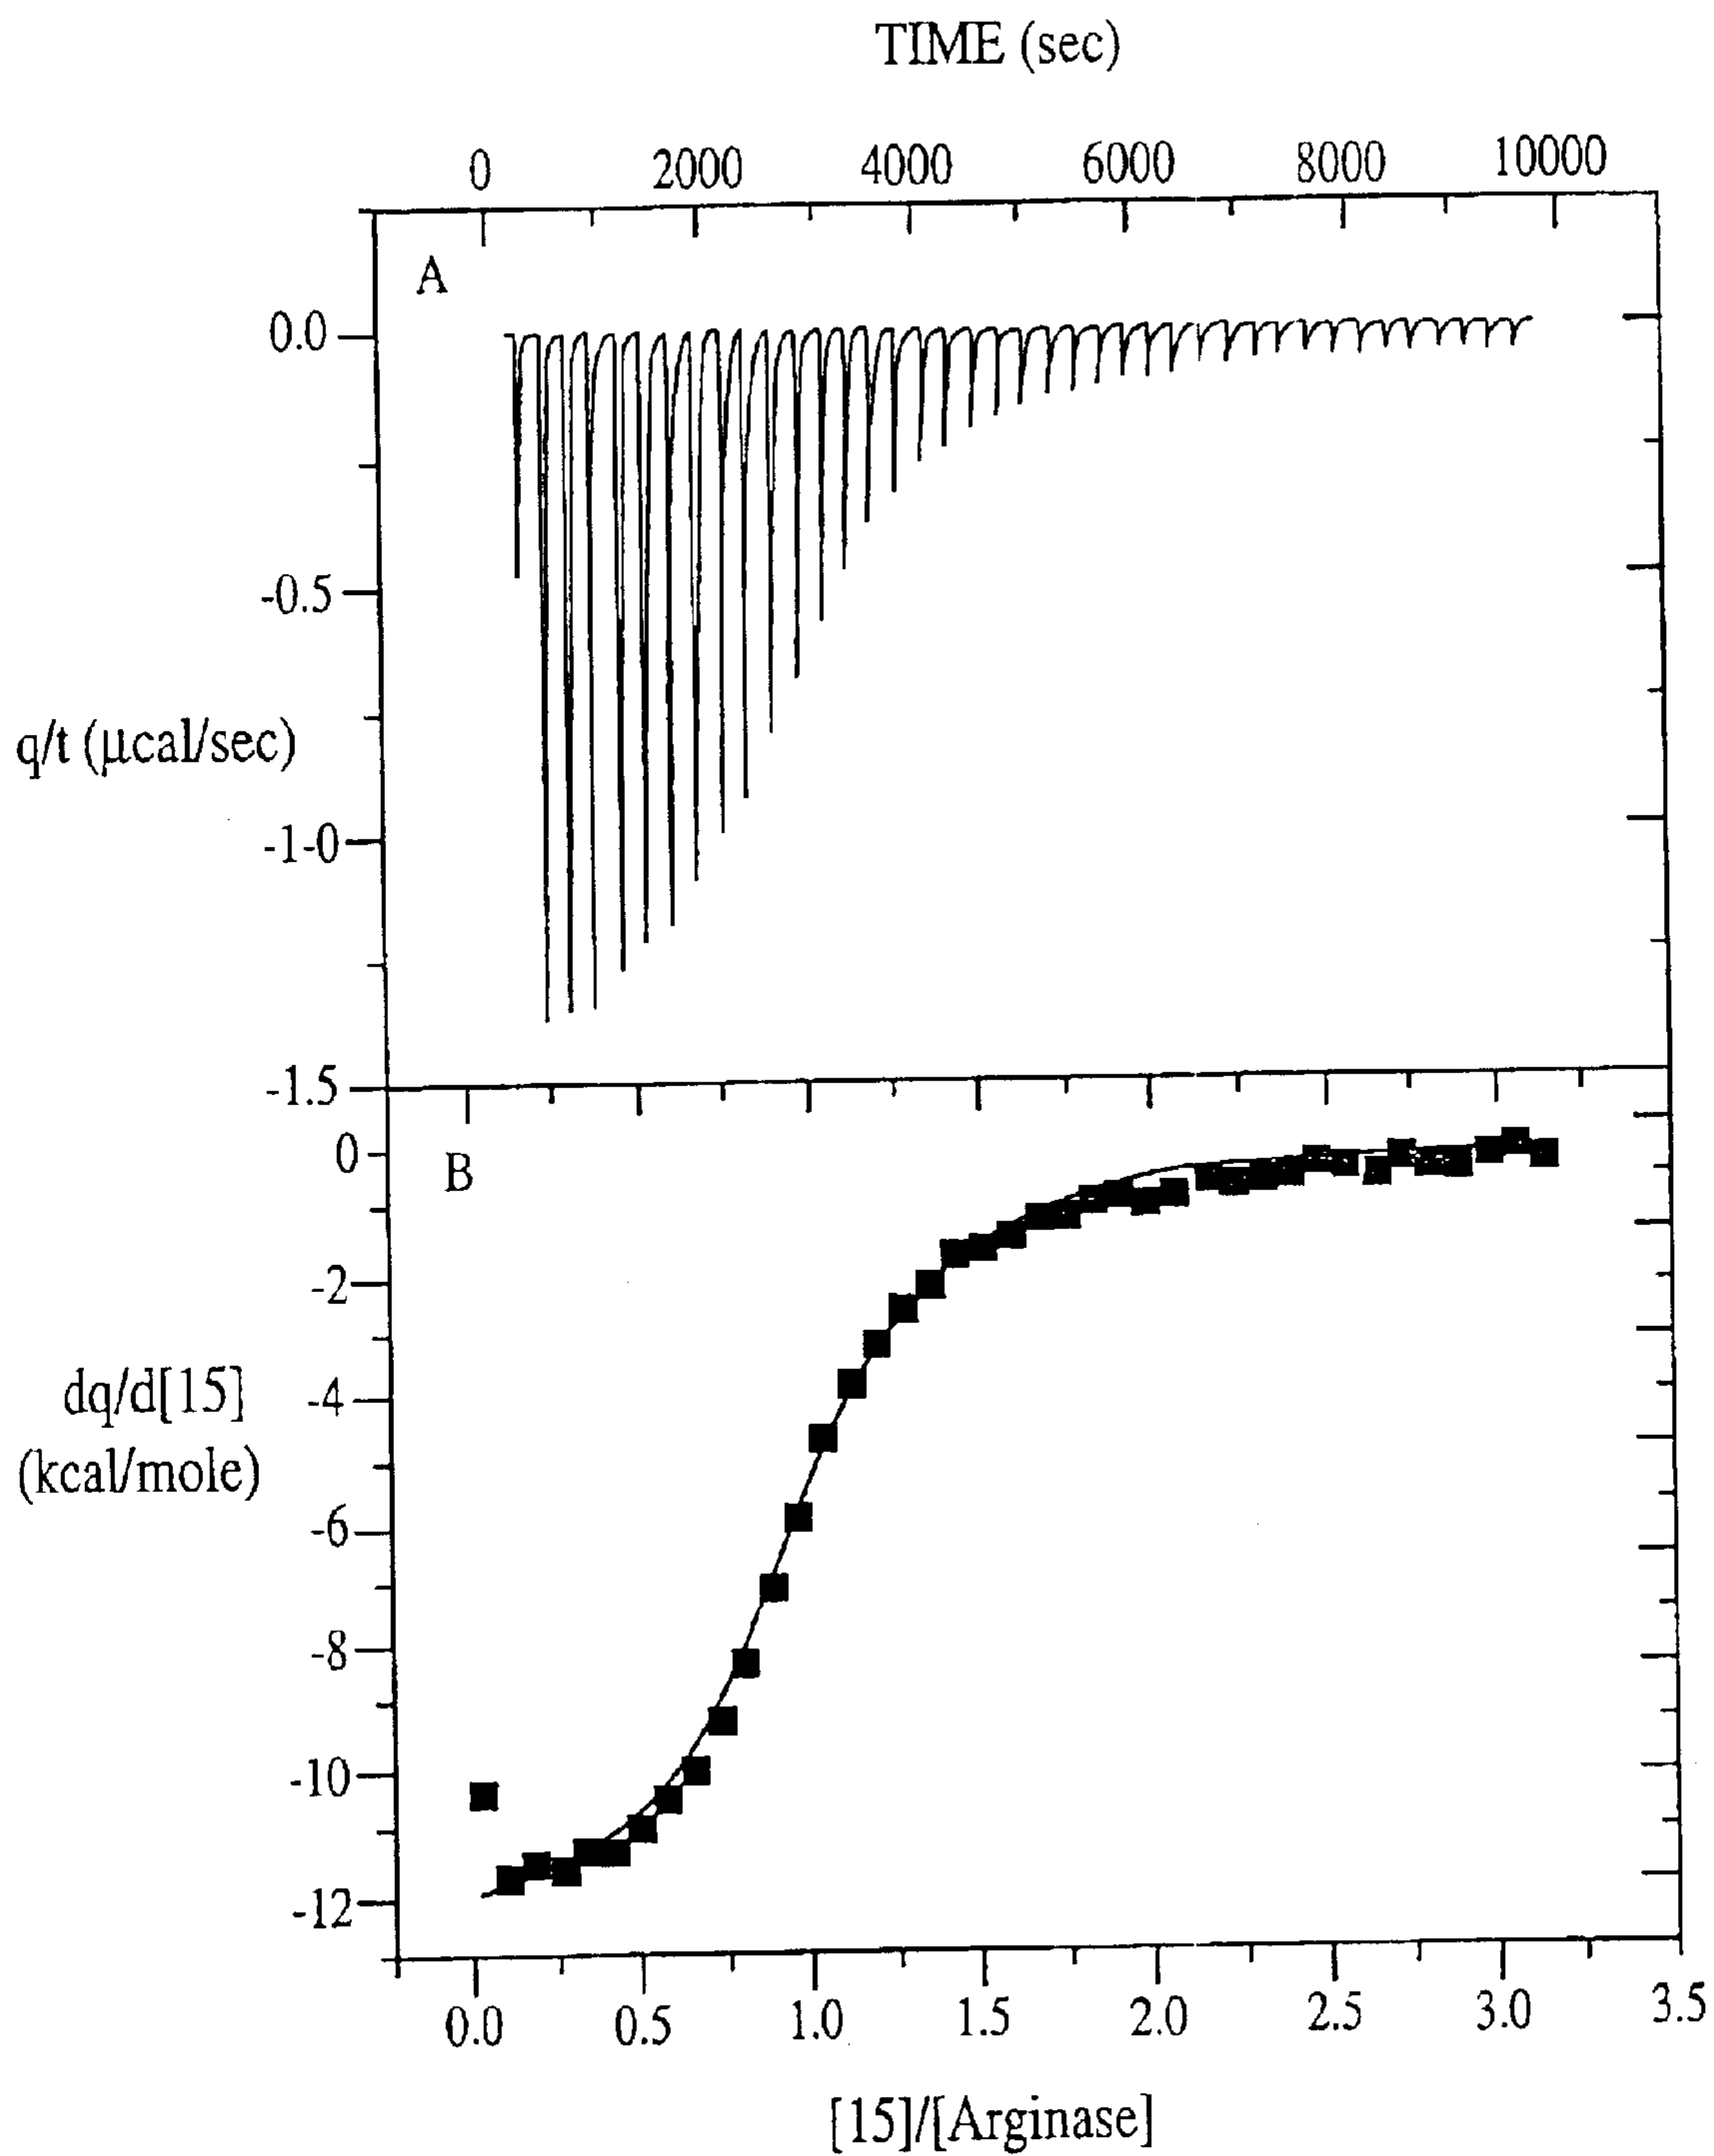 TIME (sec)
0 2000 4000 6000 8000 10000
A
0.0
-0.5
q/t (μcal/sec)
-1-0
-1.5
0
B
-2
dq/d[15]
-4
(kcal/mole)
-6
-8
-10
-12
0.0 0.5 1.0 1.5 2.0 2.5 3.0 3.5
[15]/[Arginase]